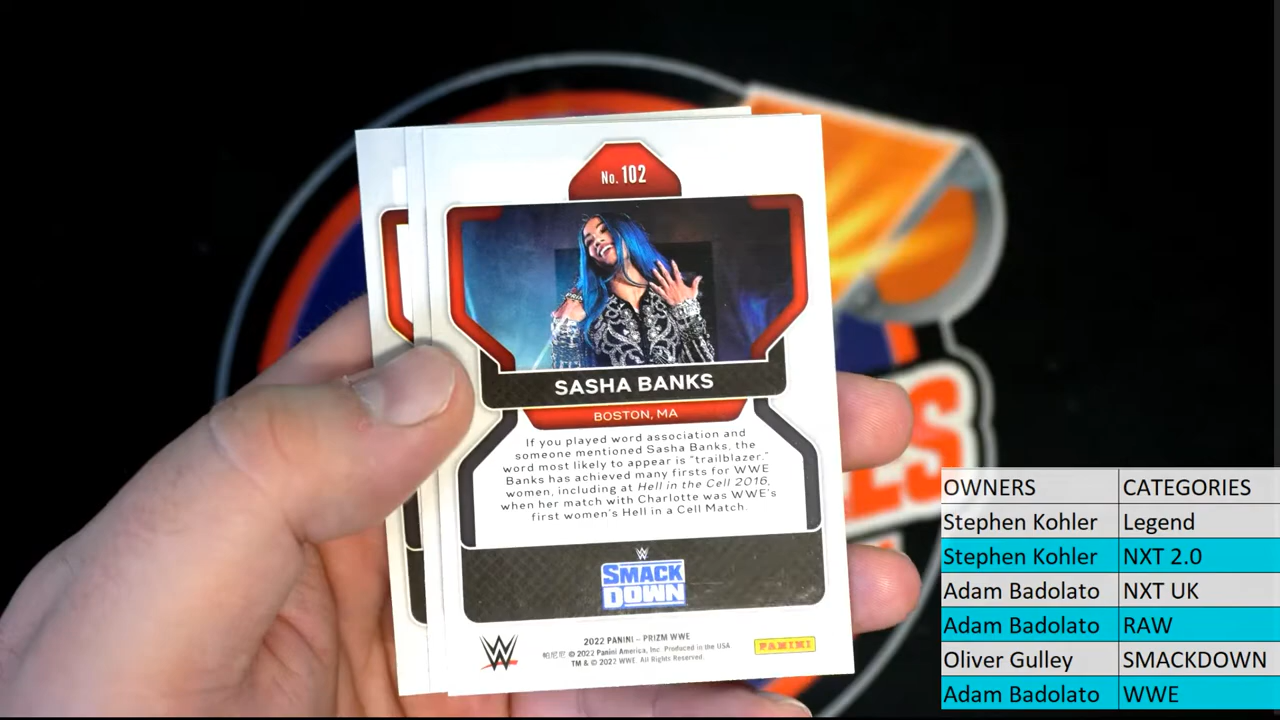 No. 102
SASHA BANKS
BOSTON, MA
If you played word association and
someone mentioned Sasha Banks, the
word most likely to appear is "trailblazer."
Banks has achieved many firsts for WWE
women, including at Hell in the Cell 2016,
when her match with Charlotte was WWE's
first women's Hell in a Cell Match.
W
SMACK
DOWN
2022 PANINI – PRIZM WWE
帕尼尼 © 2022 Panini America, Inc. Produced in the USA
TM & © 2022 WWE. All Rights Reserved.
W
PANINI
OWNERS CATEGORIES
Stephen Kohler Legend
Stephen Kohler NXT 2.0
Adam Badolato NXT UK
Adam Badolato RAW
Oliver Gulley SMACKDOWN
Adam Badolato WWE